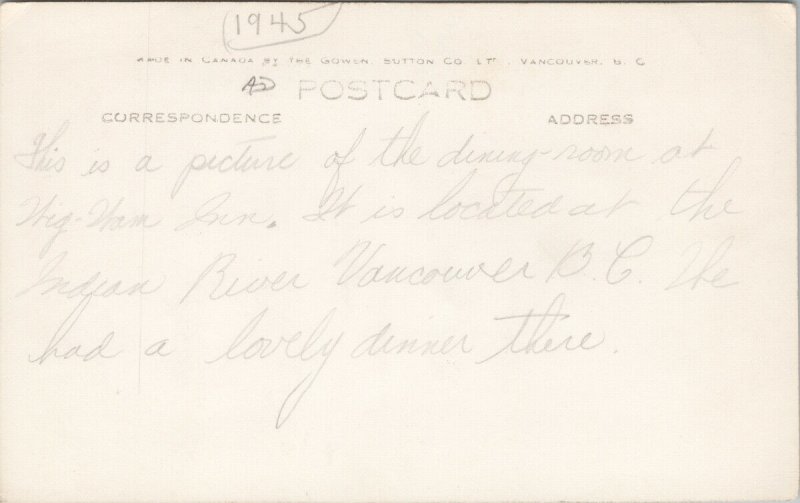 1945
MADE IN CANADA BY THE GOWEN, SUTTON CO. LTD., VANCOUVER, B. C.
AD POSTCARD
CORRESPONDENCE ADDRESS
This is a picture of the dining-room at
Wig-Wam Inn. It is located at the
Indian River Vancouver B.C. We
had a lovely dinner there.